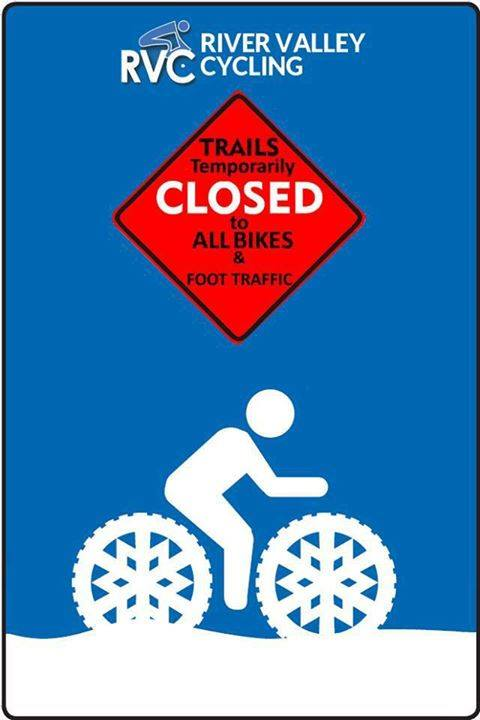 RVC RIVER VALLEY
CYCLING
TRAILS
Temporarily
CLOSED
to
ALL BIKES
&
FOOT TRAFFIC